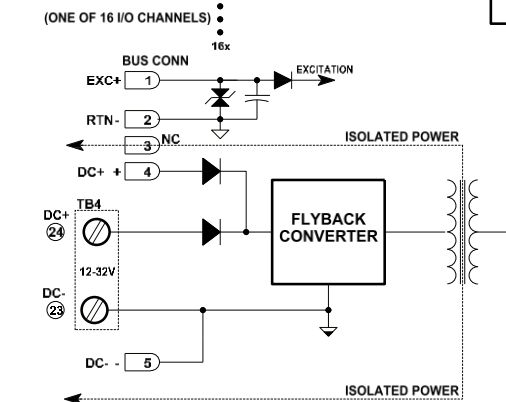 (ONE OF 16 I/O CHANNELS)
16x
BUS CONN
EXC+ 1
EXCITATION
RTN- 2
3 NC
ISOLATED POWER
DC+ + 4
TB4
DC+
24
12-32V
DC-
23
FLYBACK
CONVERTER
DC- - 5
ISOLATED POWER